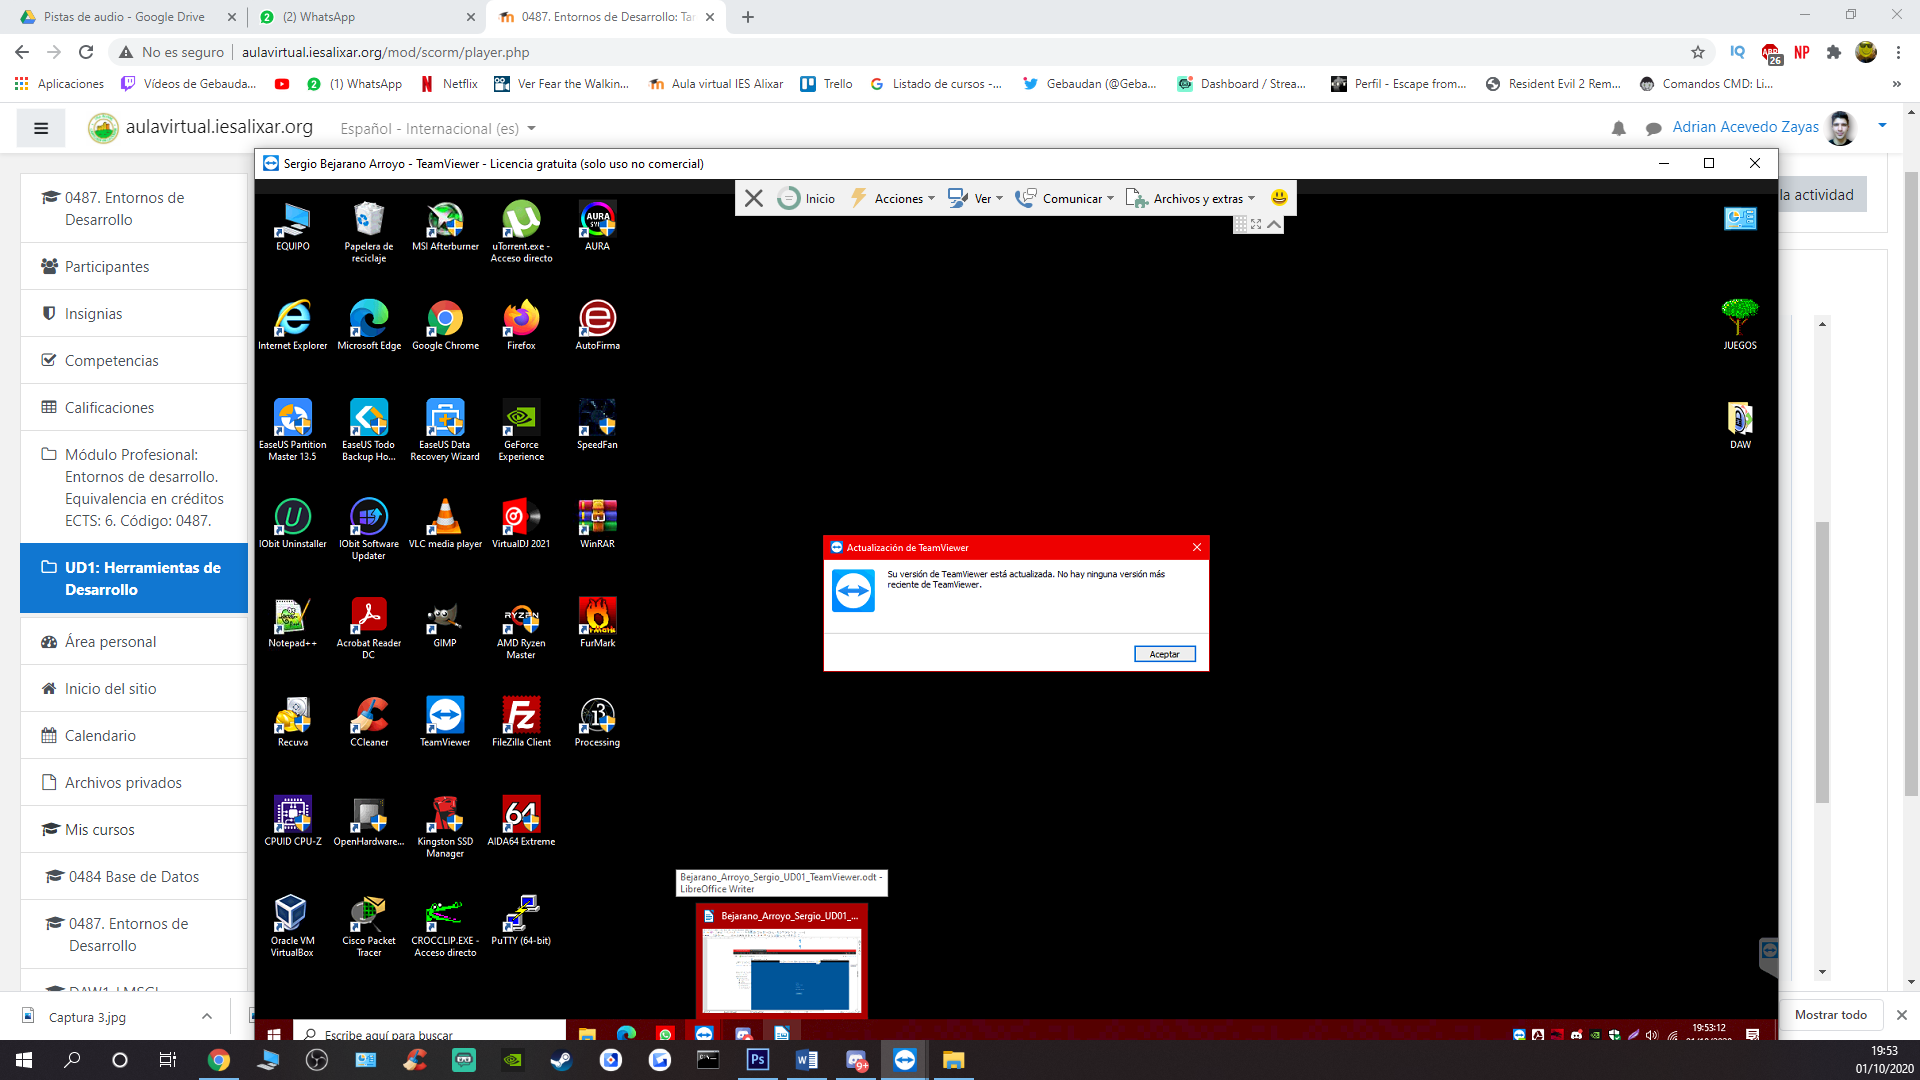 Pistas de audio - Google Drive
(2) WhatsApp
0487. Entornos de Desarrollo: Tar
No es seguro
aulavirtual.iesalixar.org/mod/scorm/player.php
IQ
ABP
26
NP
Aplicaciones
Vídeos de Gebauda...
(1) WhatsApp
Netflix
Ver Fear the Walkin...
Aula virtual IES Alixar
Trello
Listado de cursos -...
Gebaudan (@Geba...
Dashboard / Strea...
Perfil - Escape from...
Resident Evil 2 Rem...
Comandos CMD: Li...
aulavirtual.iesalixar.org
Español - Internacional (es)
Adrian Acevedo Zayas
la actividad
0487. Entornos de
Desarrollo
Participantes
Insignias
Competencias
Calificaciones
Módulo Profesional:
Entornos de desarrollo.
Equivalencia en créditos
ECTS: 6. Código: 0487.
UD1: Herramientas de
Desarrollo
Área personal
Inicio del sitio
Calendario
Archivos privados
Mis cursos
0484 Base de Datos
0487. Entornos de
Desarrollo
Sergio Bejarano Arroyo - TeamViewer - Licencia gratuita (solo uso no comercial)
Inicio
Acciones
Ver
Comunicar
Archivos y extras
EQUIPO
Papelera de
reciclaje
MSI Afterburner
uTorrent.exe -
Acceso directo
AURA
Internet Explorer
Microsoft Edge
Google Chrome
Firefox
AutoFirma
EaseUS Partition
Master 13.5
EaseUS Todo
Backup Ho...
EaseUS Data
Recovery Wizard
GeForce
Experience
SpeedFan
IObit Uninstaller
IObit Software
Updater
VLC media player
VirtualDJ 2021
WinRAR
Notepad++
Acrobat Reader
DC
GIMP
AMD Ryzen
Master
FurMark
Recuva
CCleaner
TeamViewer
FileZilla Client
Processing
CPUID CPU-Z
OpenHardware...
Kingston SSD
Manager
AIDA64 Extreme
Oracle VM
VirtualBox
Cisco Packet
Tracer
CROCCLIP.EXE -
Acceso directo
PuTTY (64-bit)
JUEGOS
DAW
Actualización de TeamViewer
Su versión de TeamViewer está actualizada. No hay ninguna versión más
reciente de TeamViewer.
Aceptar
Bejarano_Arroyo_Sergio_UD01_TeamViewer.odt -
LibreOffice Writer
Bejarano_Arroyo_Sergio_UD01_...
Escribe aquí para buscar
19:53:12
Captura 3.jpg
Mostrar todo
19:53
01/10/2020